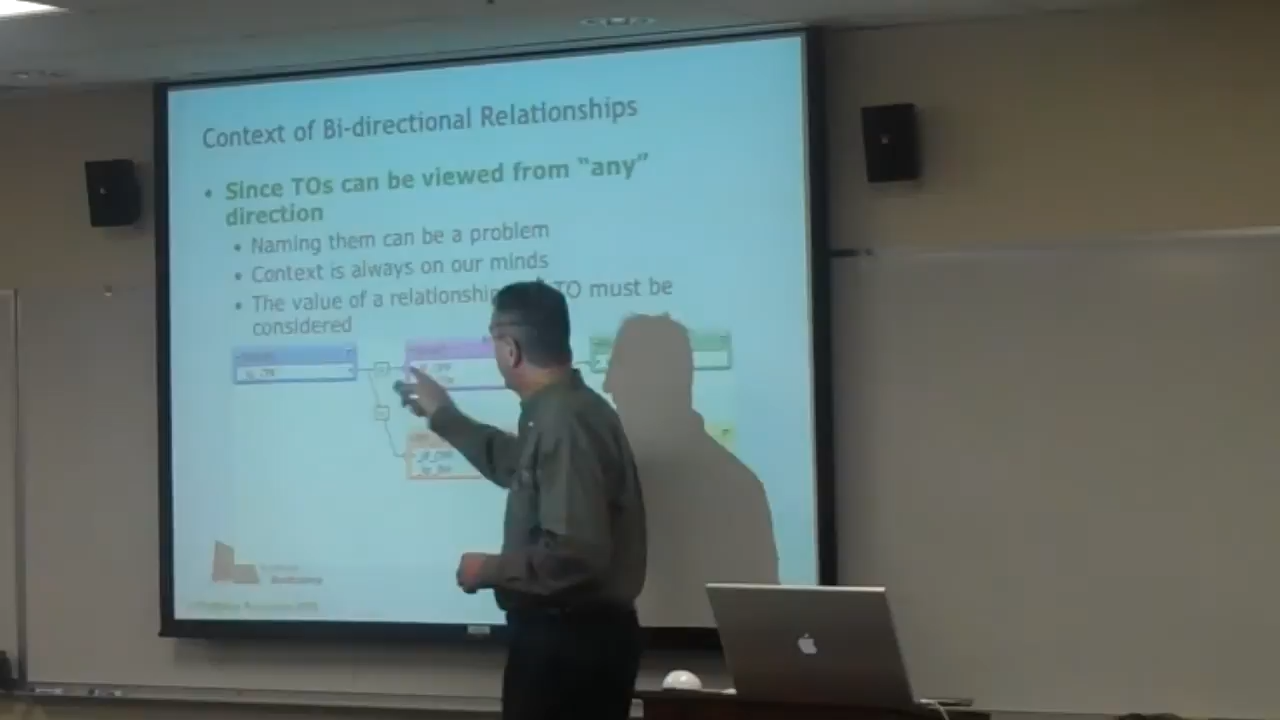 Context of Bi-directional Relationships
• Since TOs can be viewed from “any”
direction
• Naming them can be a problem
• Context is always on our minds
• The value of a relationship TO must be
considered